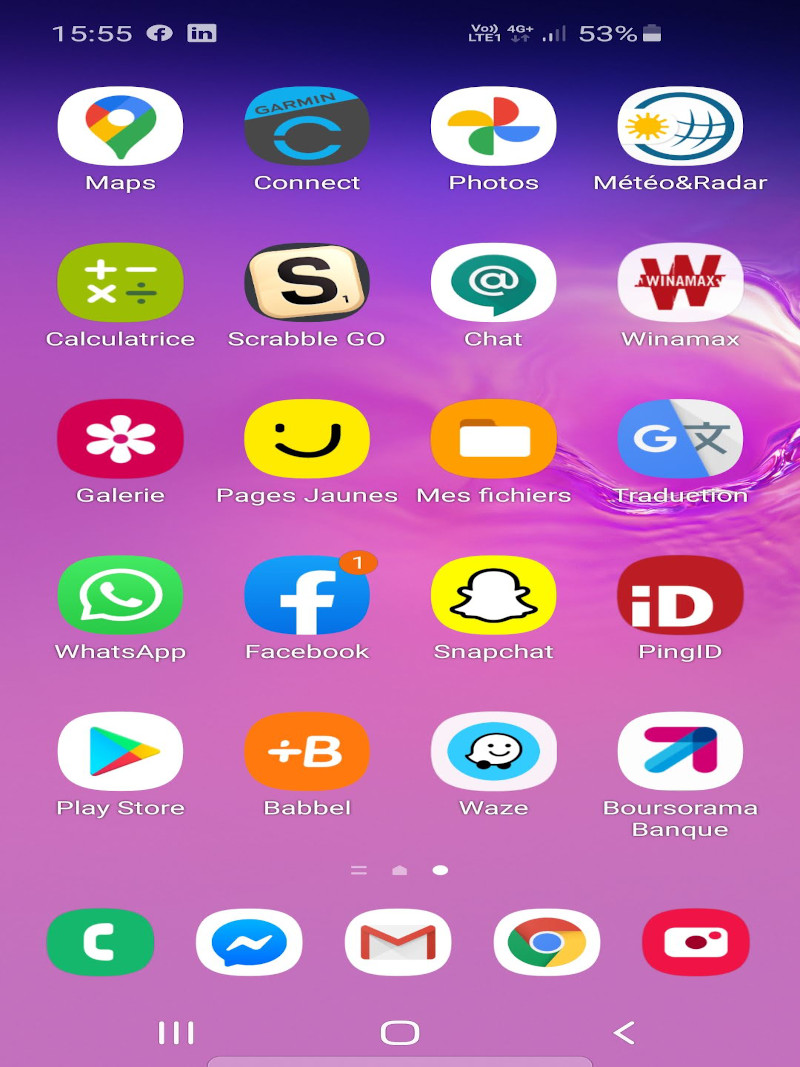 15:55 Vo)) LTE1 4G+ 53%
GARMIN
Maps Connect Photos Météo&Radar
S 1 WINAMAX
Calculatrice Scrabble GO Chat Winamax
G 文
Galerie Pages Jaunes Mes fichiers Traduction
1 iD
WhatsApp Facebook Snapchat PingID
÷B
Play Store Babbel Waze Boursorama
Banque